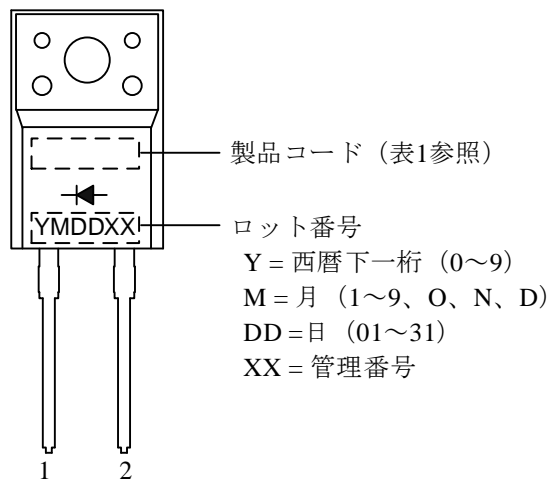 製品コード（表1参照）
YMDDXX
ロット番号
Y = 西暦下一桁（0～9）
M = 月（1～9、O、N、D）
DD =日（01～31）
XX = 管理番号
1 2